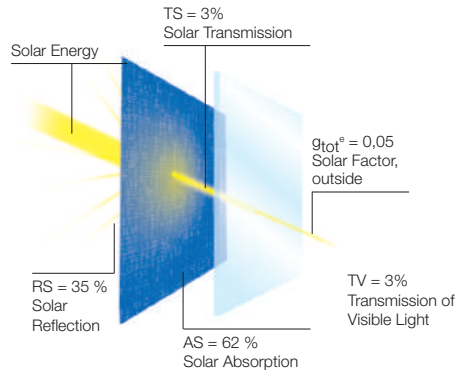 TS = 3%
Solar Transmission
Solar Energy
gtotᵉ = 0,05
Solar Factor,
outside
RS = 35 %
Solar
Reflection
TV = 3%
Transmission of
Visible Light
AS = 62 %
Solar Absorption